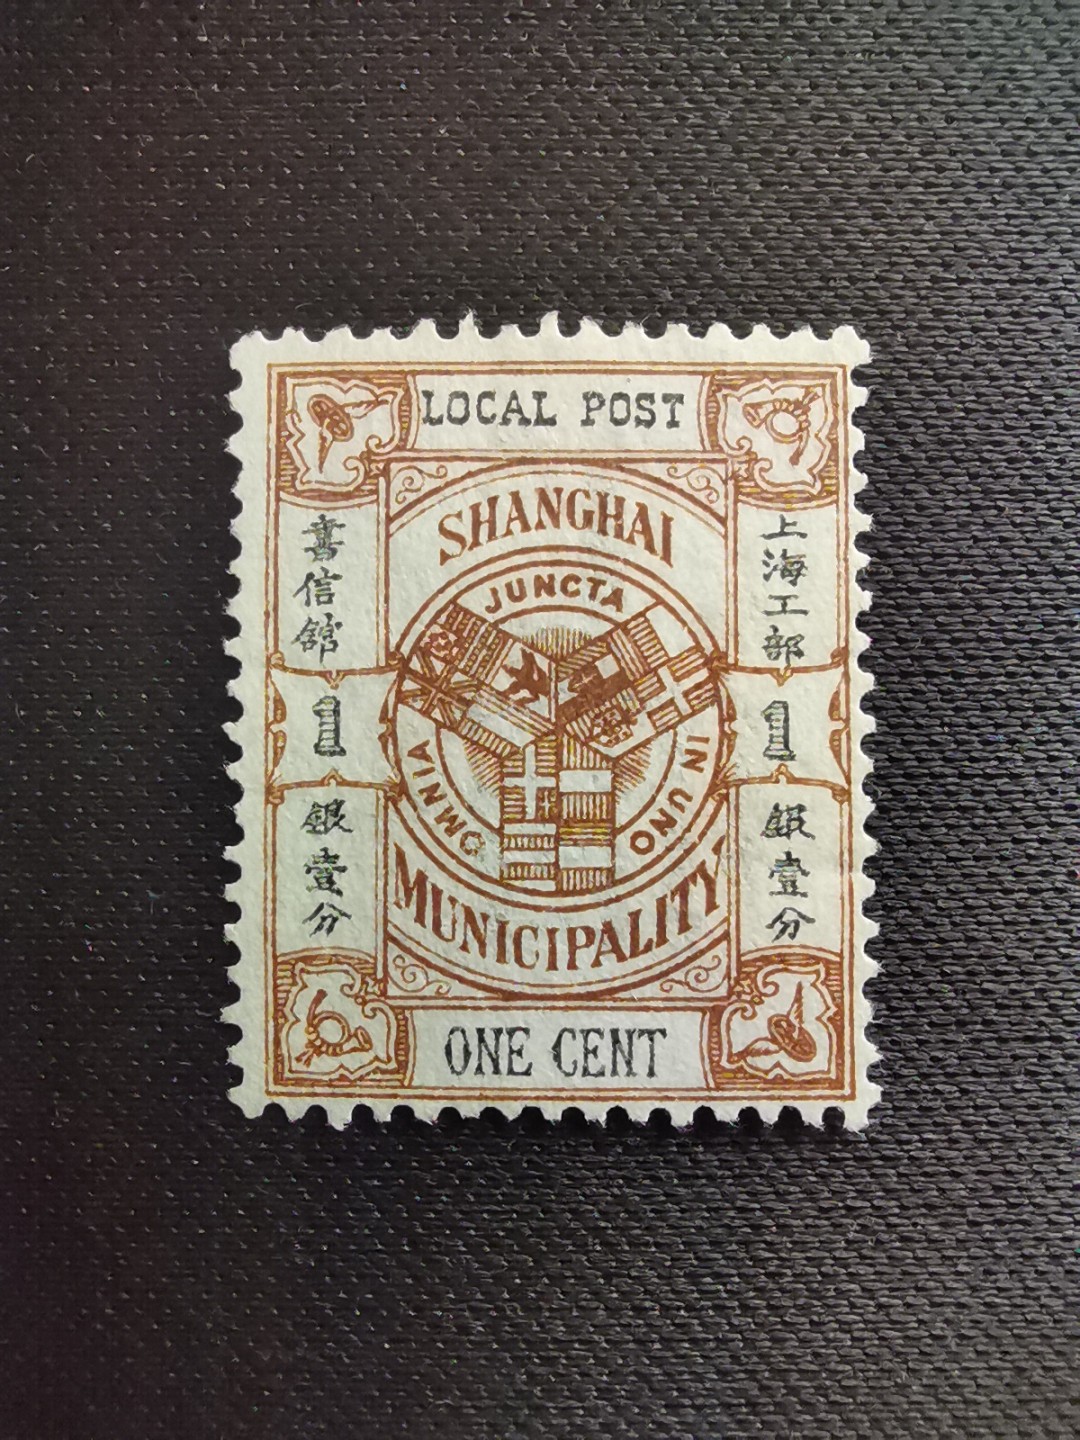 LOCAL POST
SHANGHAI
OMNIA JUNCTA IN UNO
MUNICIPALITY
上海工部
書信館
1
1
銀壹分
銀壹分
ONE CENT